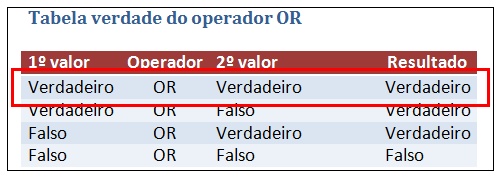 Tabela verdade do operador OR
1º valor Operador 2º valor Resultado
Verdadeiro OR Verdadeiro Verdadeiro
Verdadeiro OR Falso Verdadeiro
Falso OR Verdadeiro Verdadeiro
Falso OR Falso Falso